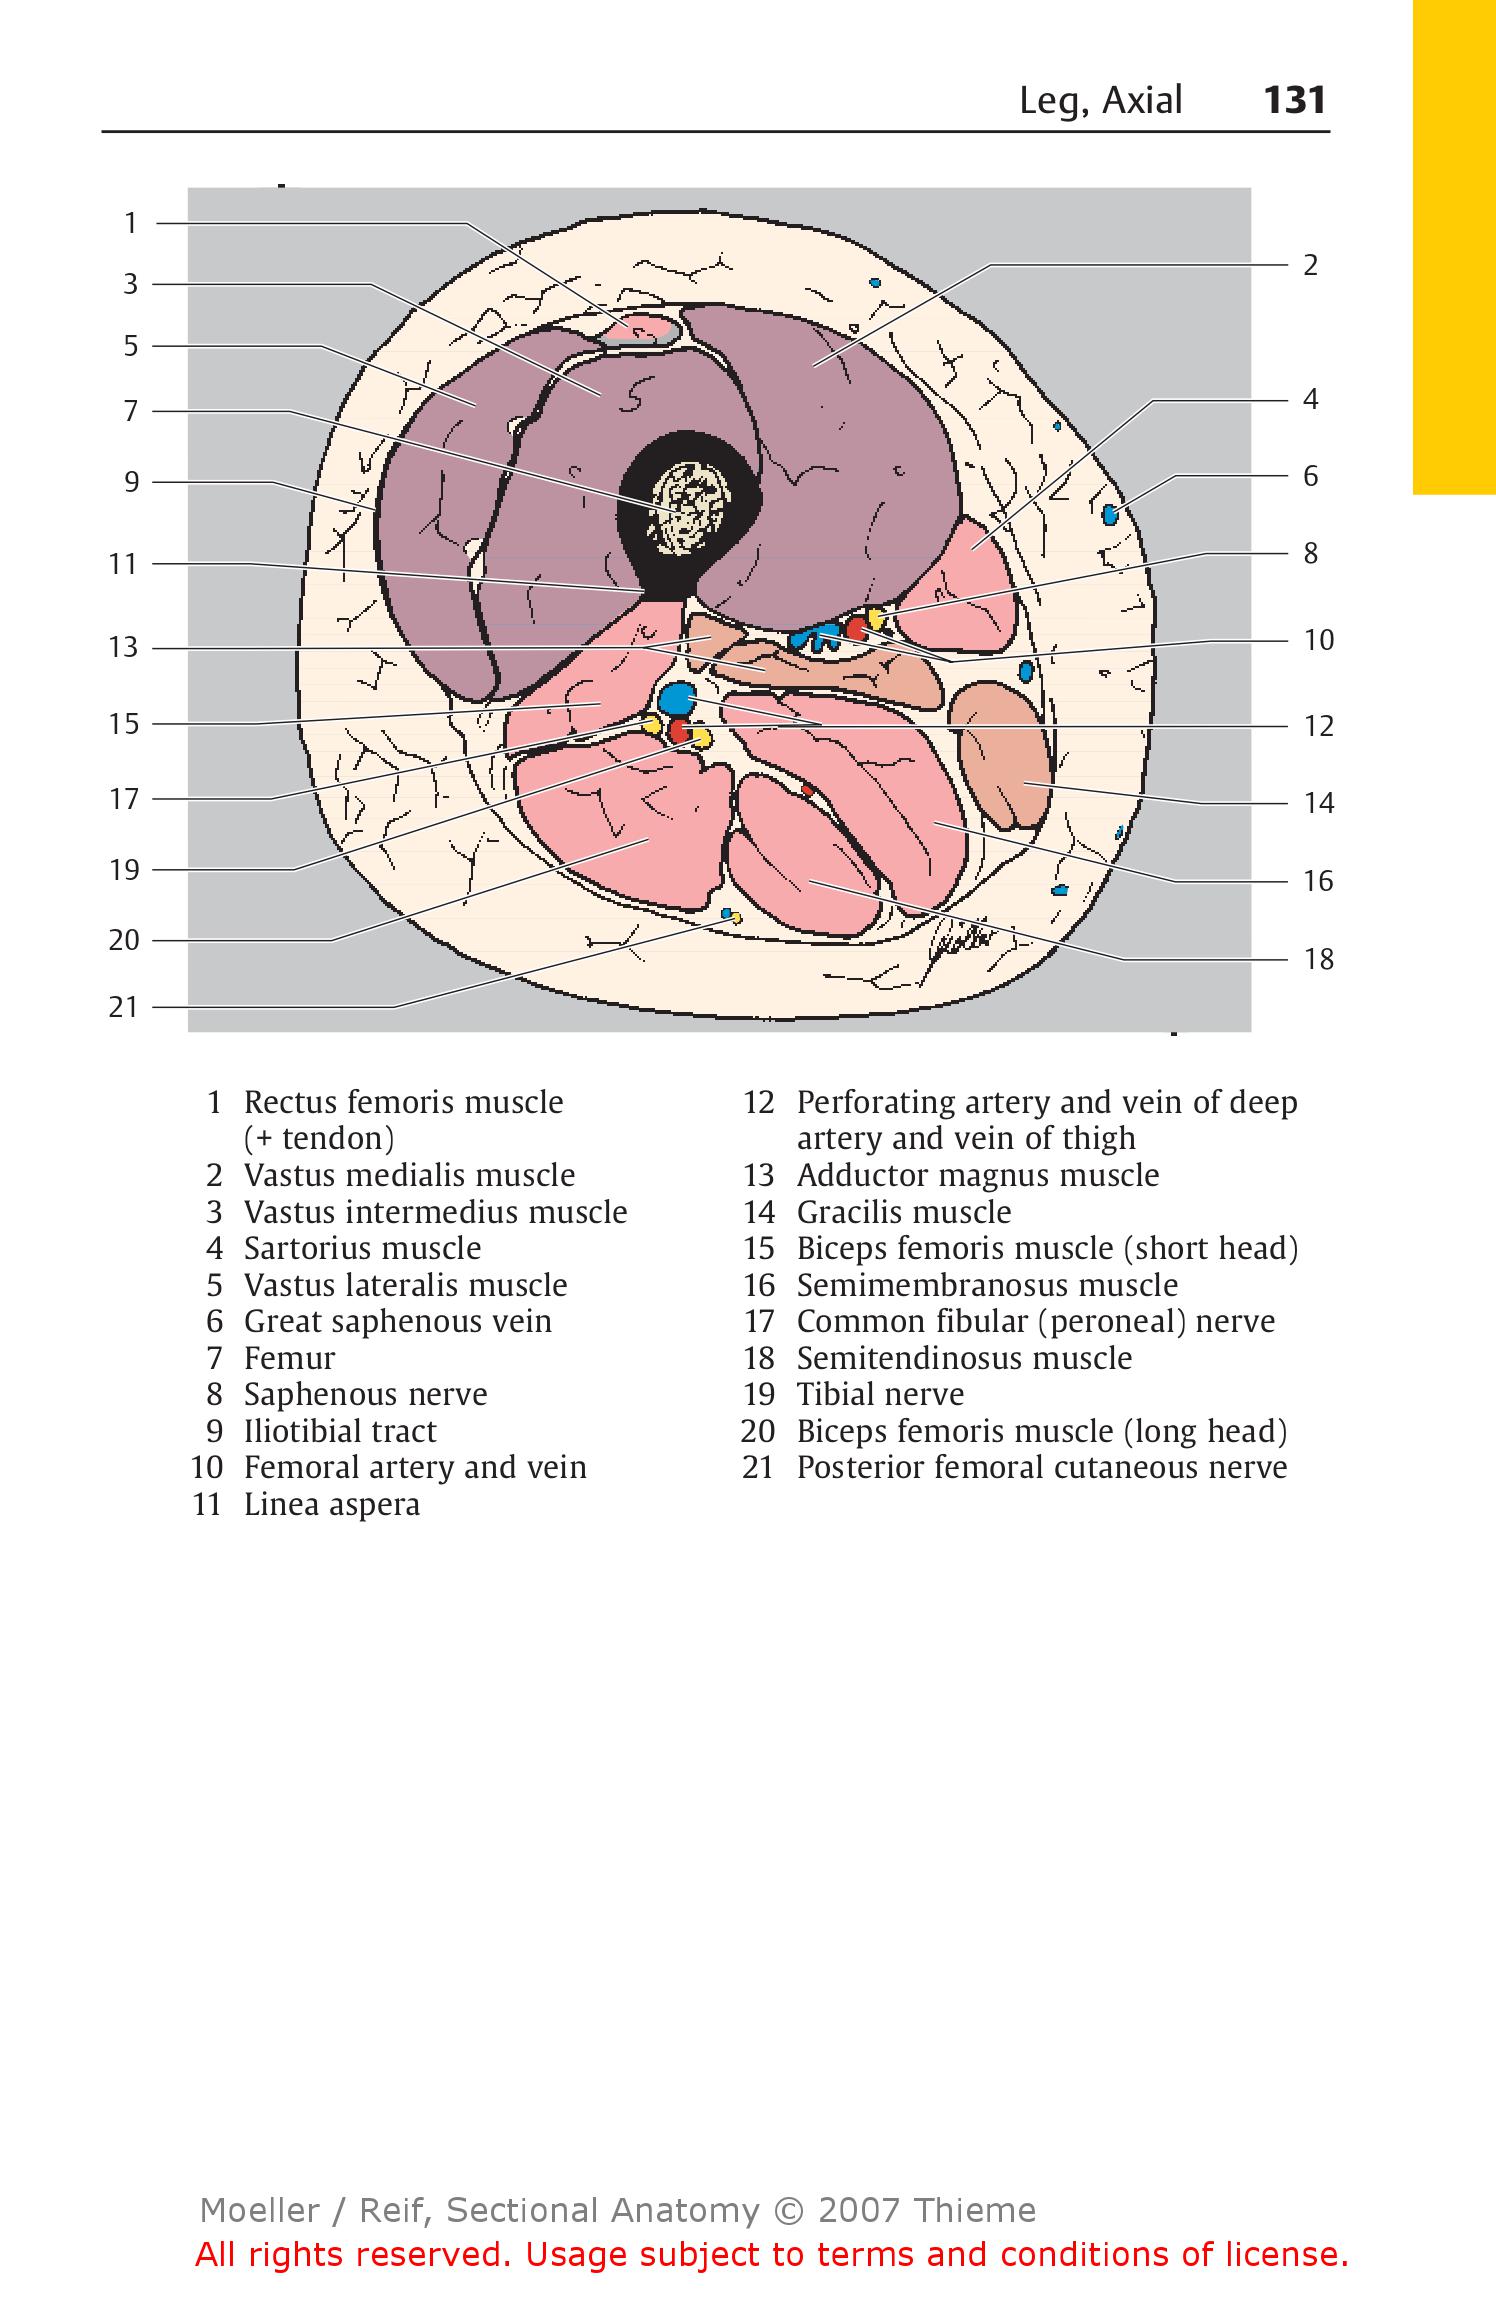 Leg, Axial 131
1
2
3
4
5
6
7
8
9
10
11
12
13
14
15
16
17
18
19
20
21
1 Rectus femoris muscle
(+ tendon)
2 Vastus medialis muscle
3 Vastus intermedius muscle
4 Sartorius muscle
5 Vastus lateralis muscle
6 Great saphenous vein
7 Femur
8 Saphenous nerve
9 Iliotibial tract
10 Femoral artery and vein
11 Linea aspera
12 Perforating artery and vein of deep
artery and vein of thigh
13 Adductor magnus muscle
14 Gracilis muscle
15 Biceps femoris muscle (short head)
16 Semimembranosus muscle
17 Common fibular (peroneal) nerve
18 Semitendinosus muscle
19 Tibial nerve
20 Biceps femoris muscle (long head)
21 Posterior femoral cutaneous nerve
Moeller / Reif, Sectional Anatomy © 2007 Thieme
All rights reserved. Usage subject to terms and conditions of license.